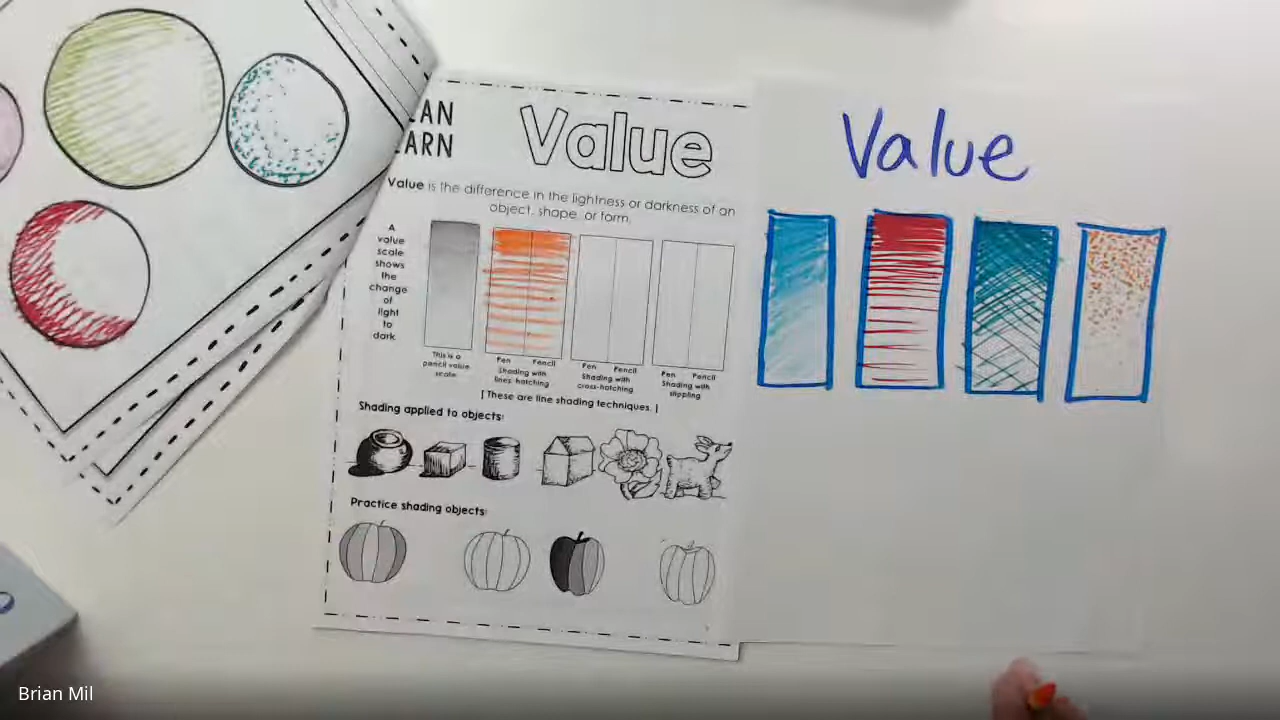 Value
Value is the difference in the lightness or darkness of an
object, shape, or form.
A
value
scale
shows
the
change
of
light
to
dark
This is a
pencil value
scale.
Pen Pencil
Shading with
lines: hatching
Pen Pencil
Shading with
cross-hatching
Pen Pencil
Shading with
stippling
[ These are line shading techniques. ]
Shading applied to objects:
Practice shading objects:
Value
Brian Mil